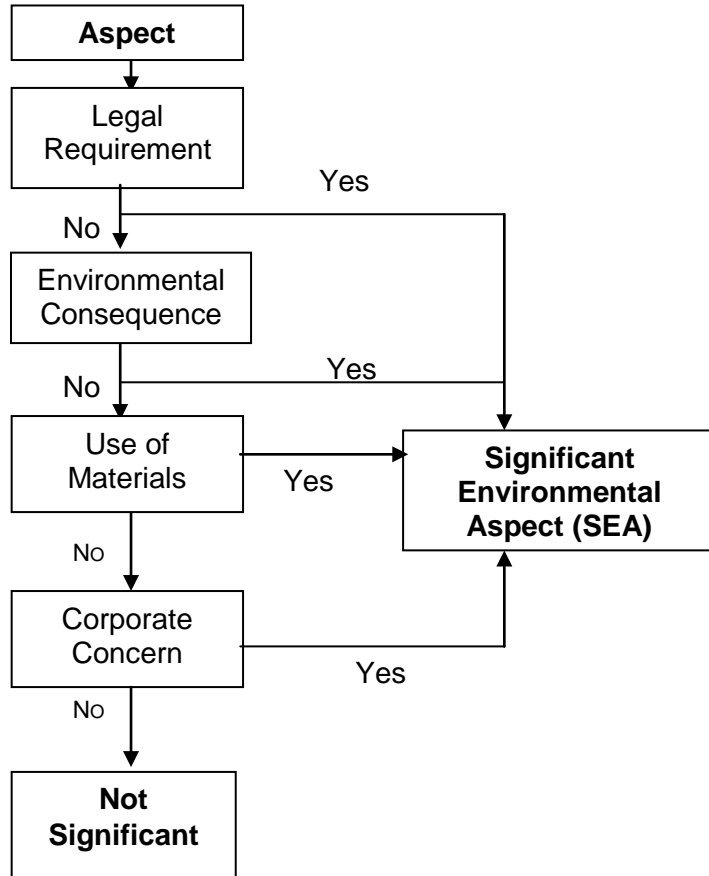 Aspect
Legal
Requirement
Yes
No
Environmental
Consequence
Yes
No
Use of
Materials
Yes
Significant
Environmental
Aspect (SEA)
No
Corporate
Concern
Yes
No
Not
Significant